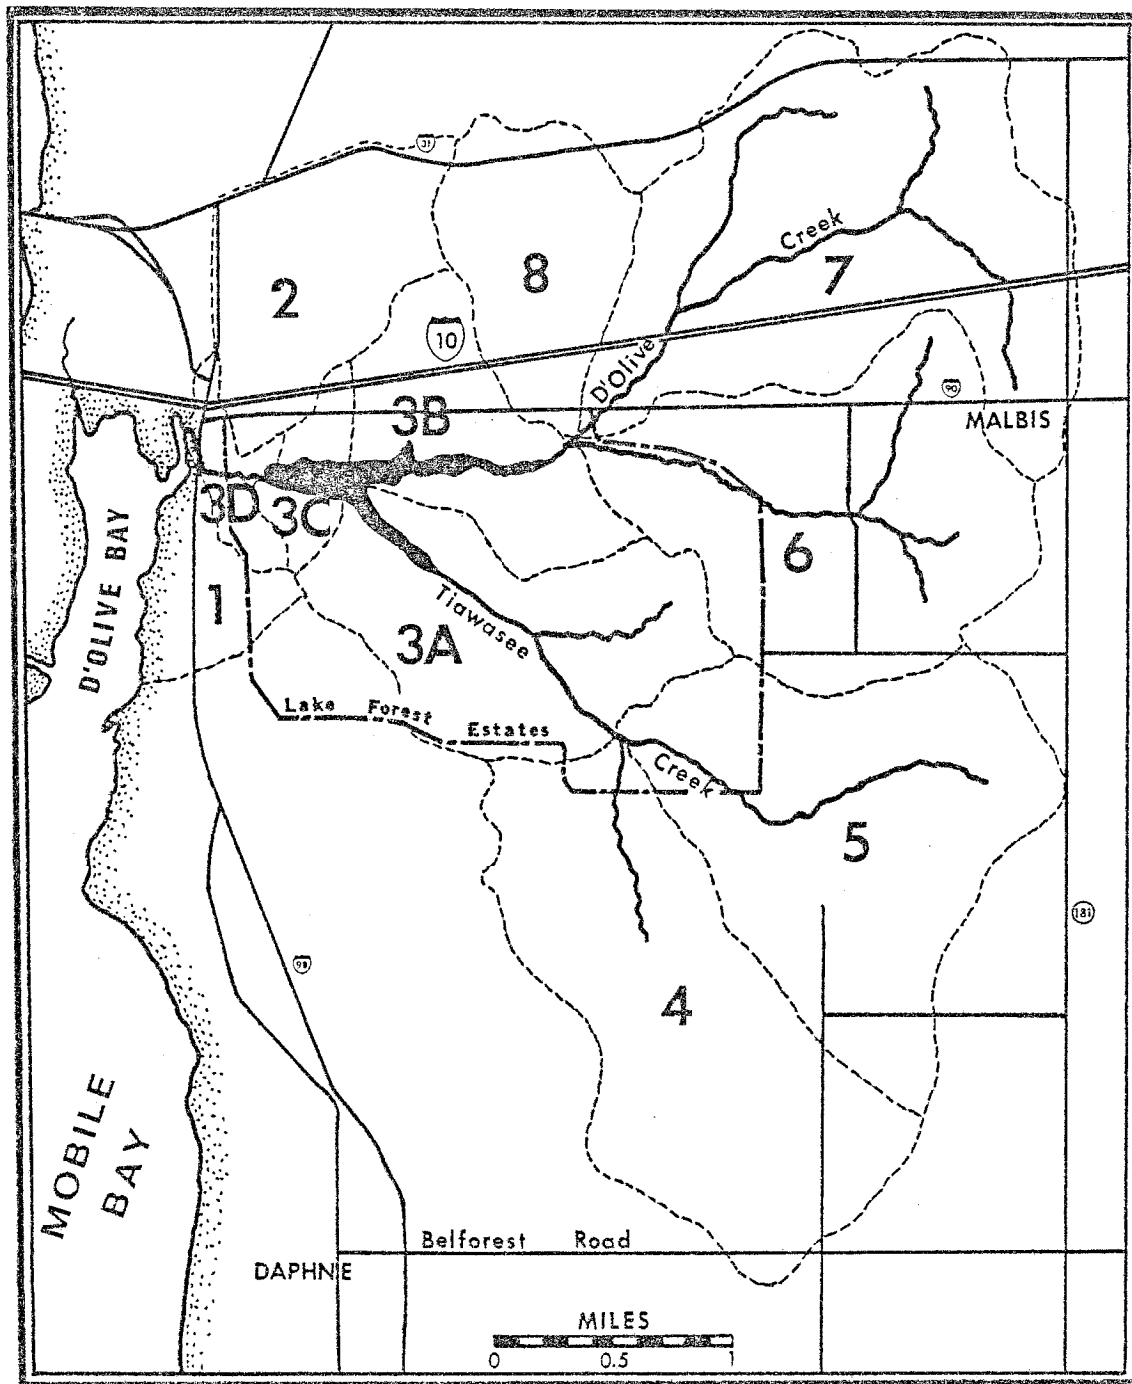 31
Creek
7
2
8
10
D'Olive
90
3B
MALBIS
3D
3C
D'OLIVE BAY
6
1
Tiawasee
3A
Lake Forest
Estates
Creek
5
181
98
4
MOBILE
BAY
Belforest Road
DAPHNE
MILES
0 0.5 1